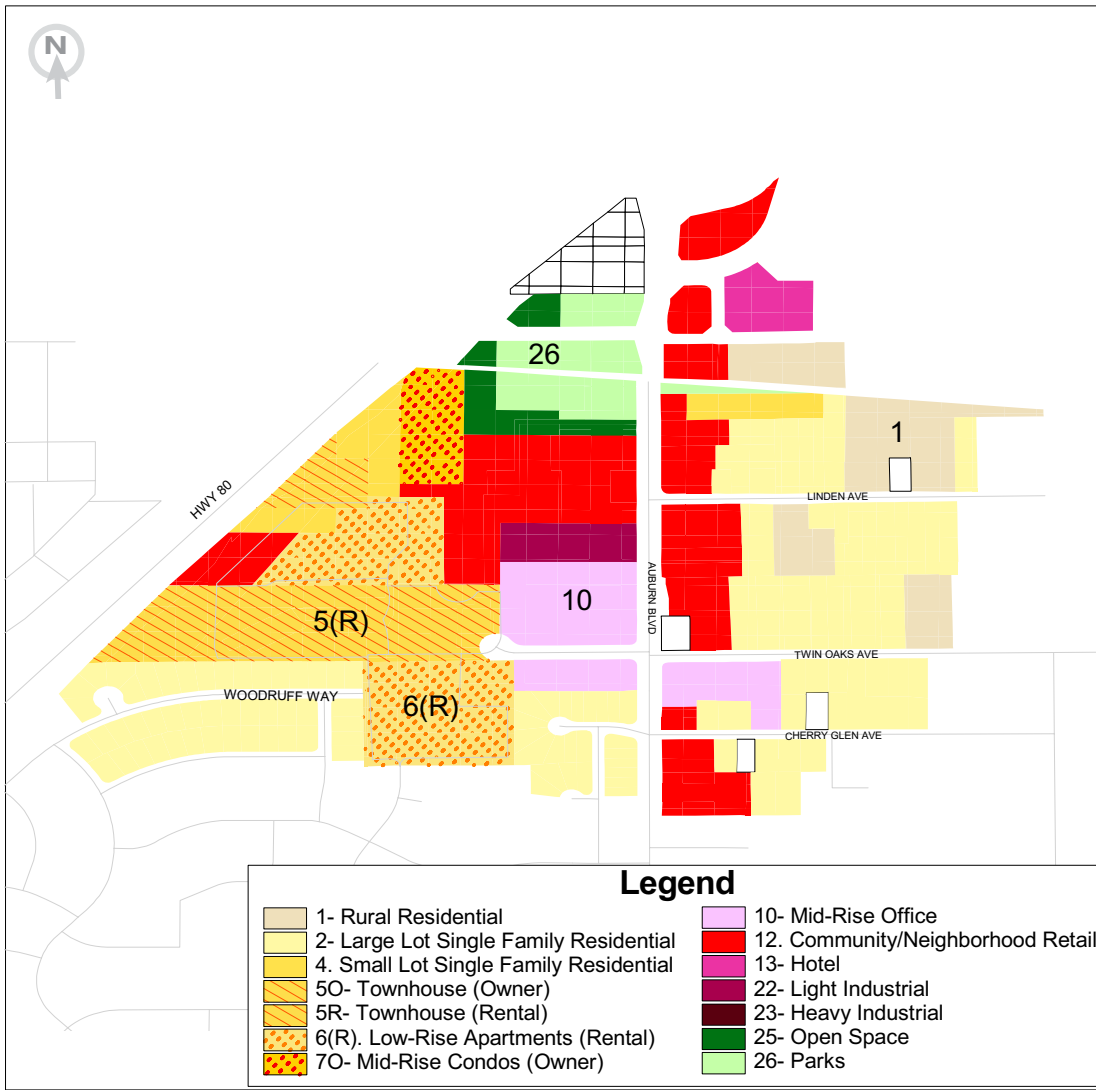 N
26
1
HWY 80
LINDEN AVE
AUBURN BLVD
10
5(R)
TWIN OAKS AVE
WOODRUFF WAY
6(R)
CHERRY GLEN AVE
Legend
1- Rural Residential
2- Large Lot Single Family Residential
4. Small Lot Single Family Residential
5O- Townhouse (Owner)
5R- Townhouse (Rental)
6(R). Low-Rise Apartments (Rental)
7O- Mid-Rise Condos (Owner)
10- Mid-Rise Office
12. Community/Neighborhood Retail
13- Hotel
22- Light Industrial
23- Heavy Industrial
25- Open Space
26- Parks